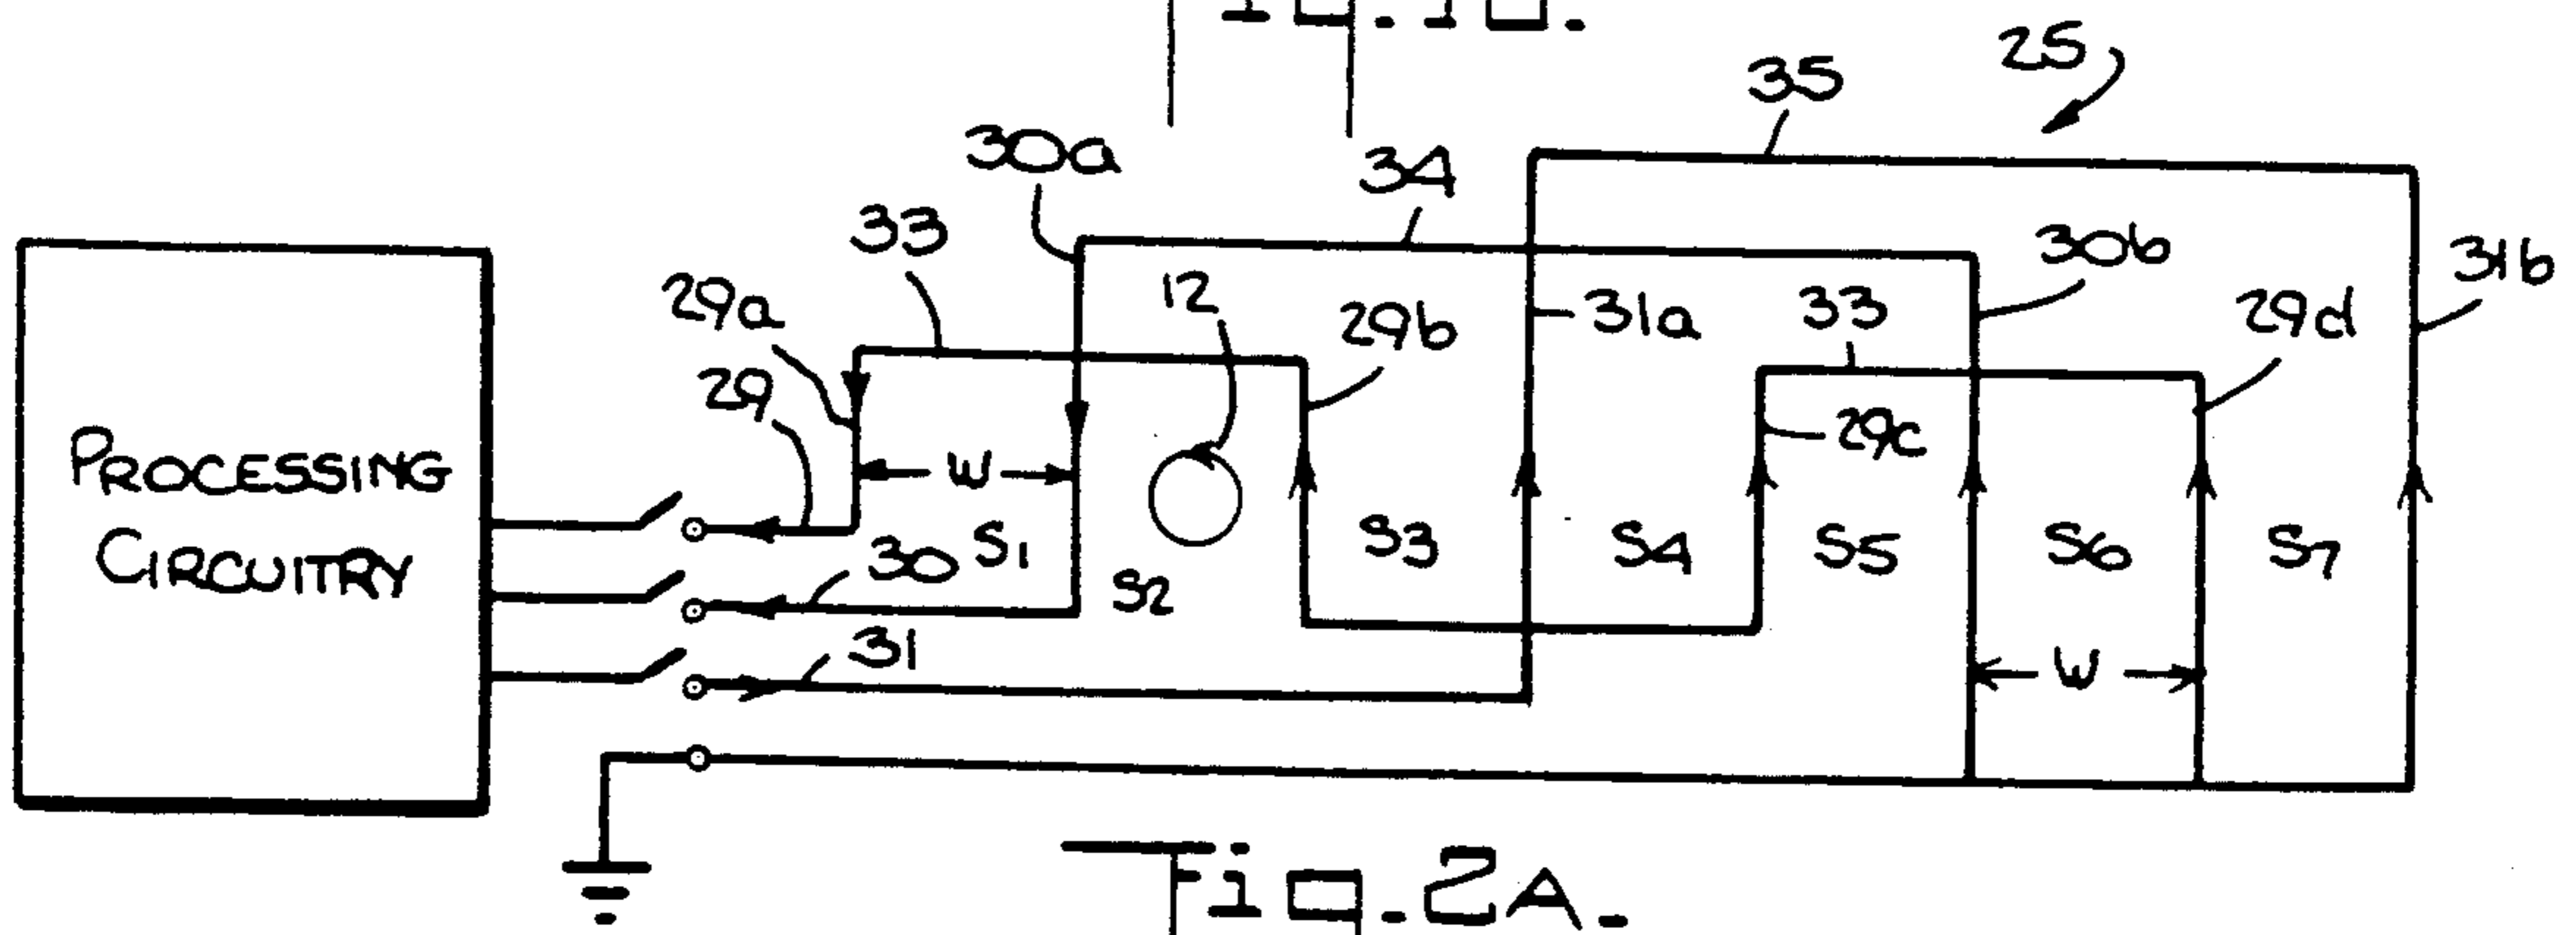 25
35
30a
34
33
30b
31b
29a
12
29b
31a
33
29d
29
29c
W
PROCESSING
CIRCUITRY
S1
S3
S4
S5
S6
S7
30
S2
31
W
Fig. 2A.